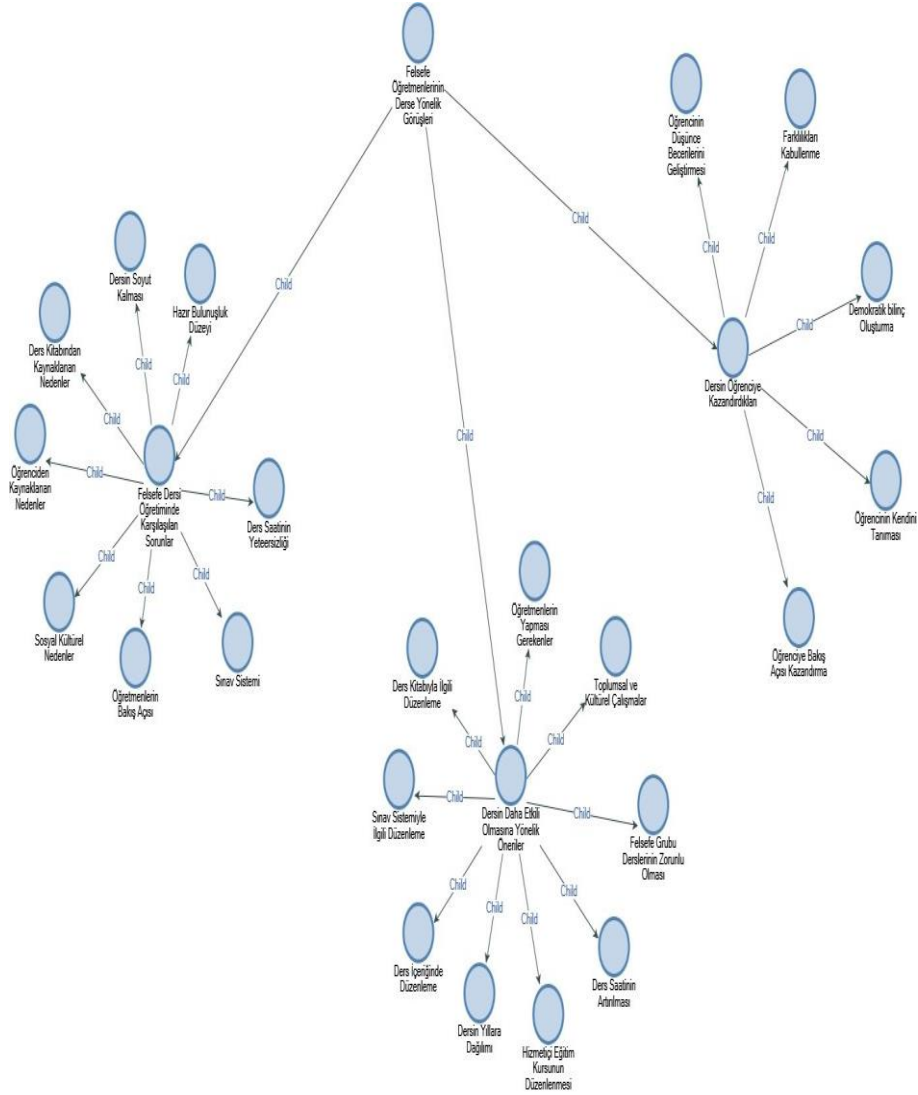 Felsefe
Öğretmenlerinin
Derse Yönelik
Görüşleri
Child
Child
Child
Öğrencinin
Düşünce
Becerilerini
Geliştirmesi
Farklılıkları
Kabullenme
Child
Child
Demokratik bilinç
Oluşturma
Child
Dersin Öğrenciye
Kazandırdıkları
Child
Öğrencinin Kendini
Tanıması
Child
Öğrenciye Bakış
Açısı Kazandırma
Dersin Soyut
Kalması
Hazır Bulunuşluk
Düzeyi
Ders Kitabından
Kaynaklanan
Nedenler
Child
Child
Child
Öğrenciden
Kaynaklanan
Nedenler
Child
Felsefe Dersi
Öğretiminde
Karşılaşılan
Sorunlar
Child
Ders Saatinin
Yeteersizliği
Child
Child
Child
Sosyal Kültürel
Nedenler
Öğretmenlerin
Bakış Açısı
Sınav Sistemi
Öğretmenlerin
Yapması
Gerekenler
Ders Kitabıyla İlgili
Düzenleme
Toplumsal ve
Kültürel Çalışmalar
Child
Child
Child
Sınav Sistemiyle
İlgili Düzenleme
Child
Dersin Daha Etkili
Olmasına Yönelik
Öneriler
Child
Felsefe Grubu
Derslerinin Zorunlu
Olması
Child
Child
Child
Child
Ders İçeriğinde
Düzenleme
Dersin Yıllara
Dağılımı
Hizmetiçi Eğitim
Kursunun
Düzenlenmesi
Ders Saatinin
Artırılması